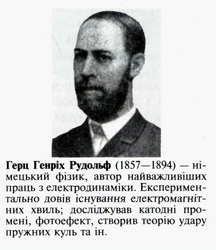 Герц Генріх Рудольф (1857—1894) — ні-
мецький фізик, автор найважливіших
праць з електродинаміки. Експеримен-
тально довів існування електромагніт-
них хвиль; досліджував катодні про-
мені, фотоефект, створив теорію удару
пружних куль та ін.